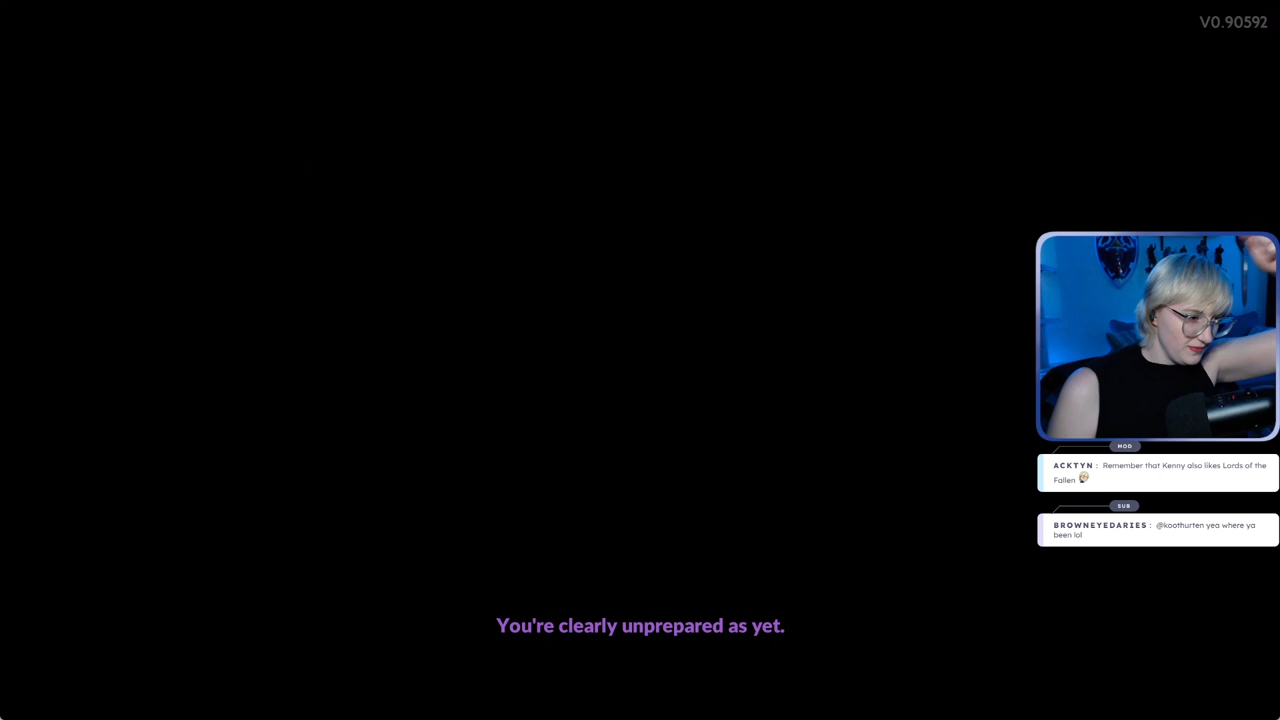 V0.90592
MOD
ACKTYN : Remember that Kenny also likes Lords of the
Fallen
SUB
BROWNEYEDARIES : @koothurten yea where ya
been lol
You're clearly unprepared as yet.